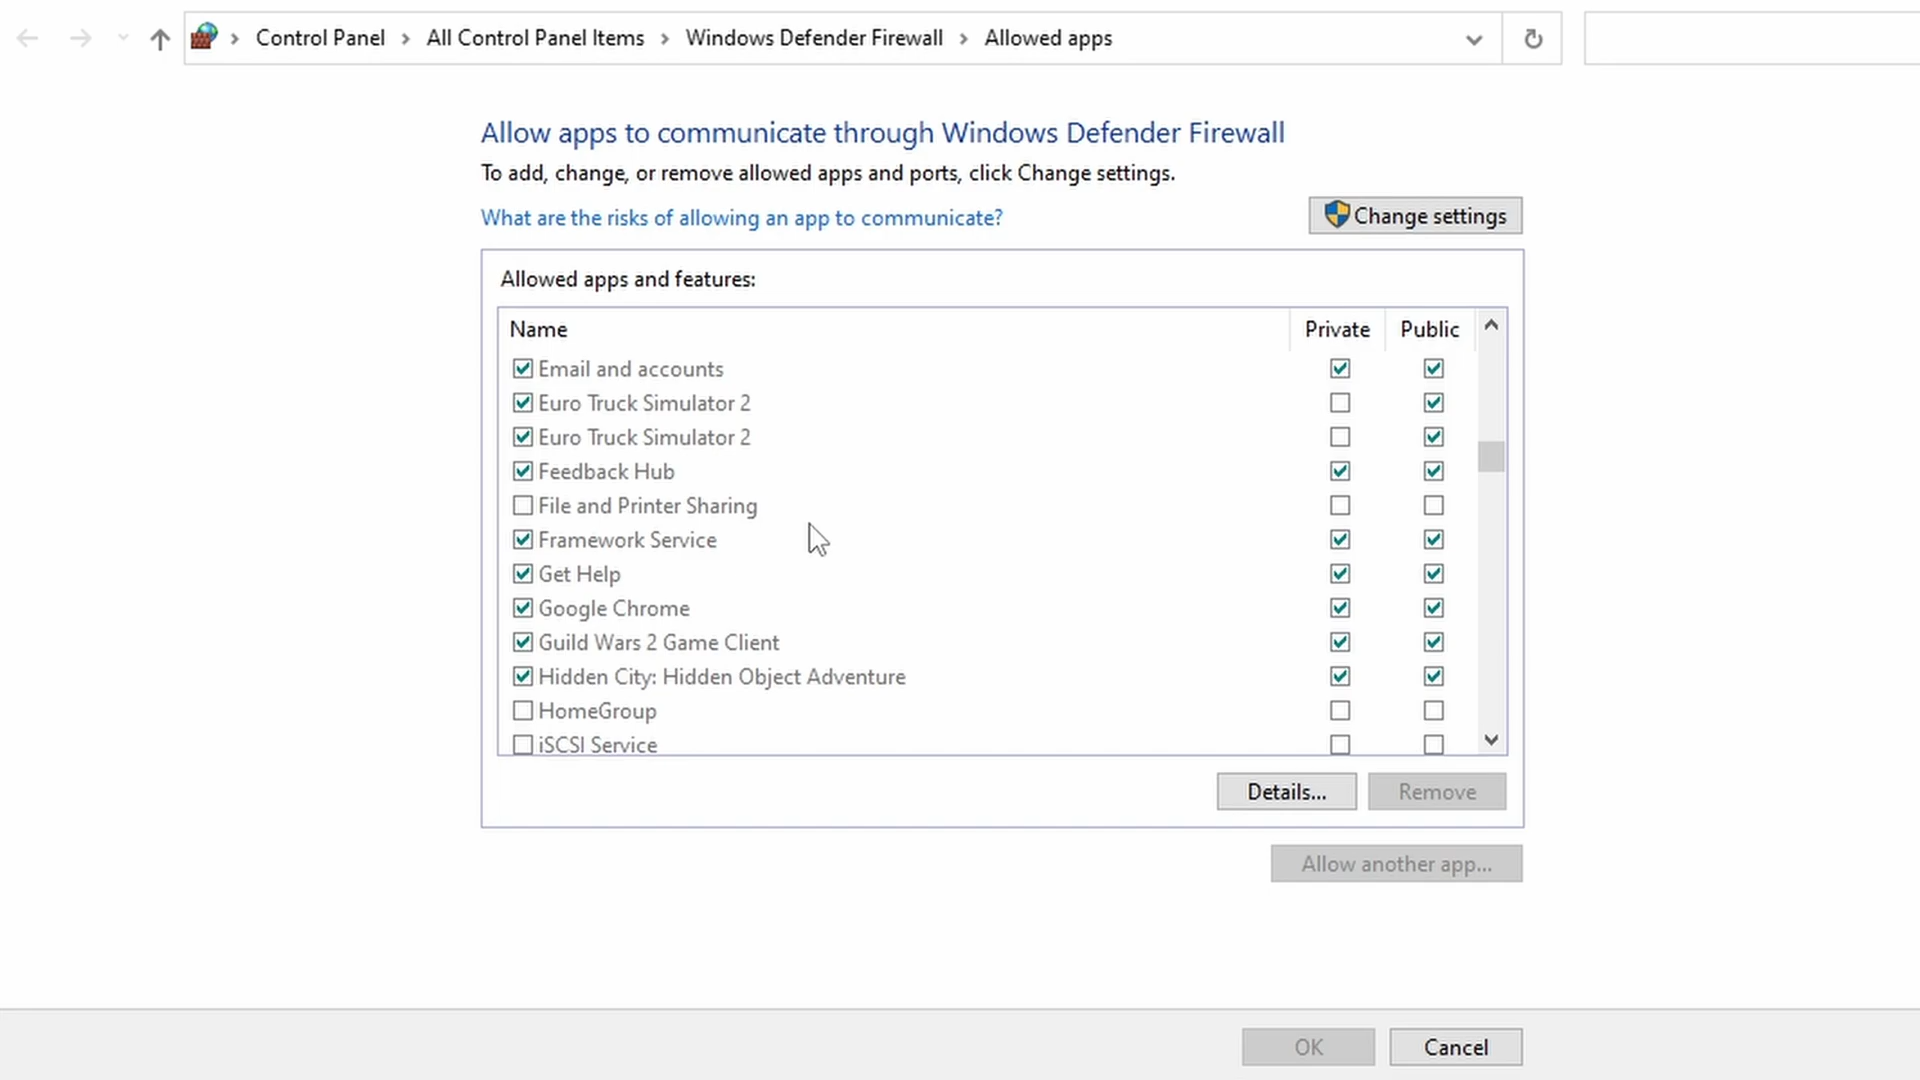 Control Panel > All Control Panel Items > Windows Defender Firewall > Allowed apps
Allow apps to communicate through Windows Defender Firewall
To add, change, or remove allowed apps and ports, click Change settings.
What are the risks of allowing an app to communicate?
Change settings
Allowed apps and features:
Name Private Public
Email and accounts
Euro Truck Simulator 2
Euro Truck Simulator 2
Feedback Hub
File and Printer Sharing
Framework Service
Get Help
Google Chrome
Guild Wars 2 Game Client
Hidden City: Hidden Object Adventure
HomeGroup
iSCSI Service
Details... Remove
Allow another app...
OK Cancel